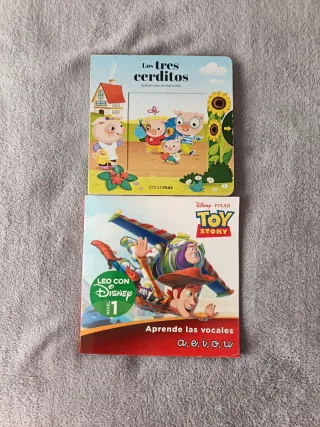 Los tres
cerditos
timunmas
Disney · PIXAR
TOY
STORY
LEO CON
Disney
NIVEL 1
Aprende las vocales
a, e, i, o, u